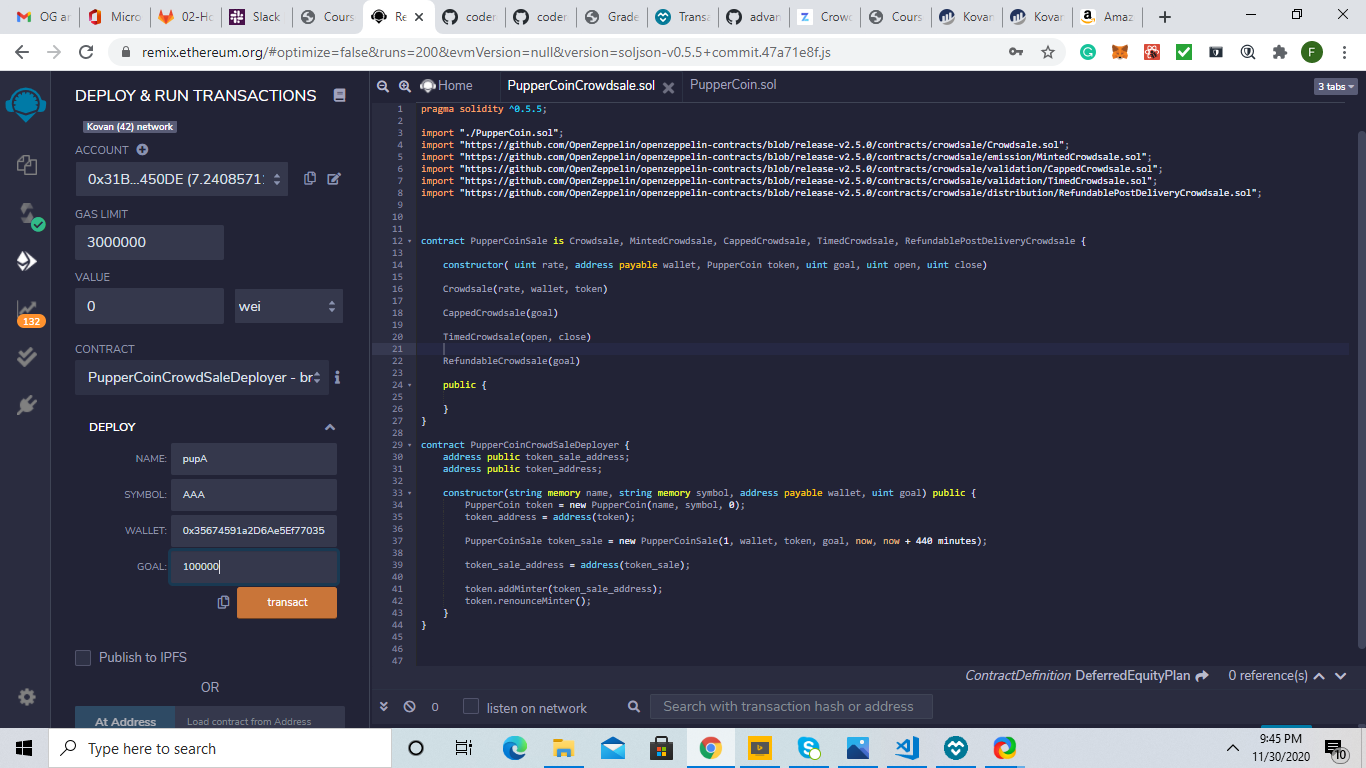 OG ar
Micro
02-Ho
Slack
Cours
Re
coder
coder
Grade
Transa
advan
Crowd
Cours
Kovan
Kovan
Amaz
remix.ethereum.org/#optimize=false&runs=200&evmVersion=null&version=soljson-v0.5.5+commit.47a71e8f.js
F
DEPLOY & RUN TRANSACTIONS
Kovan (42) network
ACCOUNT
0x31B...450DE (7.2408571
GAS LIMIT
3000000
VALUE
0
wei
132
CONTRACT
PupperCoinCrowdSaleDeployer - br
DEPLOY
NAME: pupA
SYMBOL: AAA
WALLET: 0x35674591a2D6Ae5Ef77035
GOAL: 100000
transact
Publish to IPFS
OR
At Address
Load contract from Address
Home
PupperCoinCrowdsale.sol
PupperCoin.sol
3 tabs
1 pragma solidity ^0.5.5;
2
3 import "./PupperCoin.sol";
4 import "https://github.com/OpenZeppelin/openzeppelin-contracts/blob/release-v2.5.0/contracts/crowdsale/Crowdsale.sol";
5 import "https://github.com/OpenZeppelin/openzeppelin-contracts/blob/release-v2.5.0/contracts/crowdsale/emission/MintedCrowdsale.sol";
6 import "https://github.com/OpenZeppelin/openzeppelin-contracts/blob/release-v2.5.0/contracts/crowdsale/validation/CappedCrowdsale.sol";
7 import "https://github.com/OpenZeppelin/openzeppelin-contracts/blob/release-v2.5.0/contracts/crowdsale/validation/TimedCrowdsale.sol";
8 import "https://github.com/OpenZeppelin/openzeppelin-contracts/blob/release-v2.5.0/contracts/crowdsale/distribution/RefundablePostDeliveryCrowdsale.sol";
9
10
11
12 contract PupperCoinSale is Crowdsale, MintedCrowdsale, CappedCrowdsale, TimedCrowdsale, RefundablePostDeliveryCrowdsale {
13
14 constructor( uint rate, address payable wallet, PupperCoin token, uint goal, uint open, uint close)
15
16 Crowdsale(rate, wallet, token)
17
18 CappedCrowdsale(goal)
19
20 TimedCrowdsale(open, close)
21
22 RefundableCrowdsale(goal)
23
24 public {
25
26 }
27 }
28
29 contract PupperCoinCrowdSaleDeployer {
30 address public token_sale_address;
31 address public token_address;
32
33 constructor(string memory name, string memory symbol, address payable wallet, uint goal) public {
34 PupperCoin token = new PupperCoin(name, symbol, 0);
35 token_address = address(token);
36
37 PupperCoinSale token_sale = new PupperCoinSale(1, wallet, token, goal, now, now + 440 minutes);
38
39 token_sale_address = address(token_sale);
40
41 token.addMinter(token_sale_address);
42 token.renounceMinter();
43 }
44 }
45
46
47
ContractDefinition DeferredEquityPlan
0 reference(s)
0
listen on network
Search with transaction hash or address
Type here to search
9:45 PM
11/30/2020
10